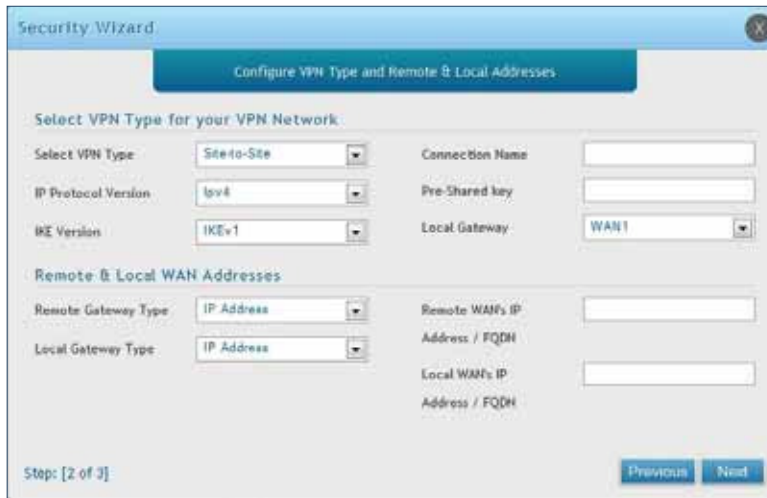 Security Wizard
X
Configure VPN Type and Remote & Local Addresses
Select VPN Type for your VPN Network
Select VPN Type Site-to-Site Connection Name
IP Protocol Version Ipv4 Pre-Shared key
IKE Version IKEv1 Local Gateway WAN1
Remote & Local WAN Addresses
Remote Gateway Type IP Address Remote WAN's IP
Address / FQDN
Local Gateway Type IP Address
Local WAN's IP
Address / FQDN
Step: [2 of 3] Previous Next